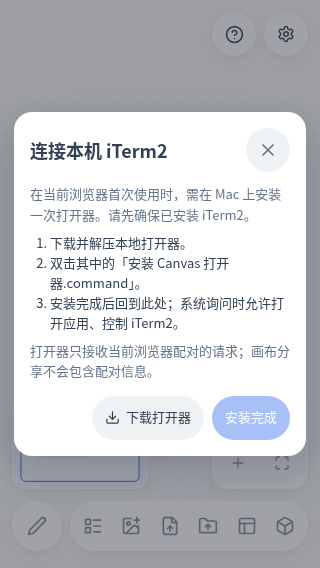 连接本机 iTerm2
在当前浏览器首次使用时，需在 Mac 上安装
一次打开器。请先确保已安装 iTerm2。
1. 下载并解压本地打开器。
2. 双击其中的「安装 Canvas 打开
器.command」。
3. 安装完成后回到此处；系统询问时允许打
开应用、控制 iTerm2。
打开器只接收当前浏览器配对的请求；画布分
享不会包含配对信息。
下载打开器
安装完成